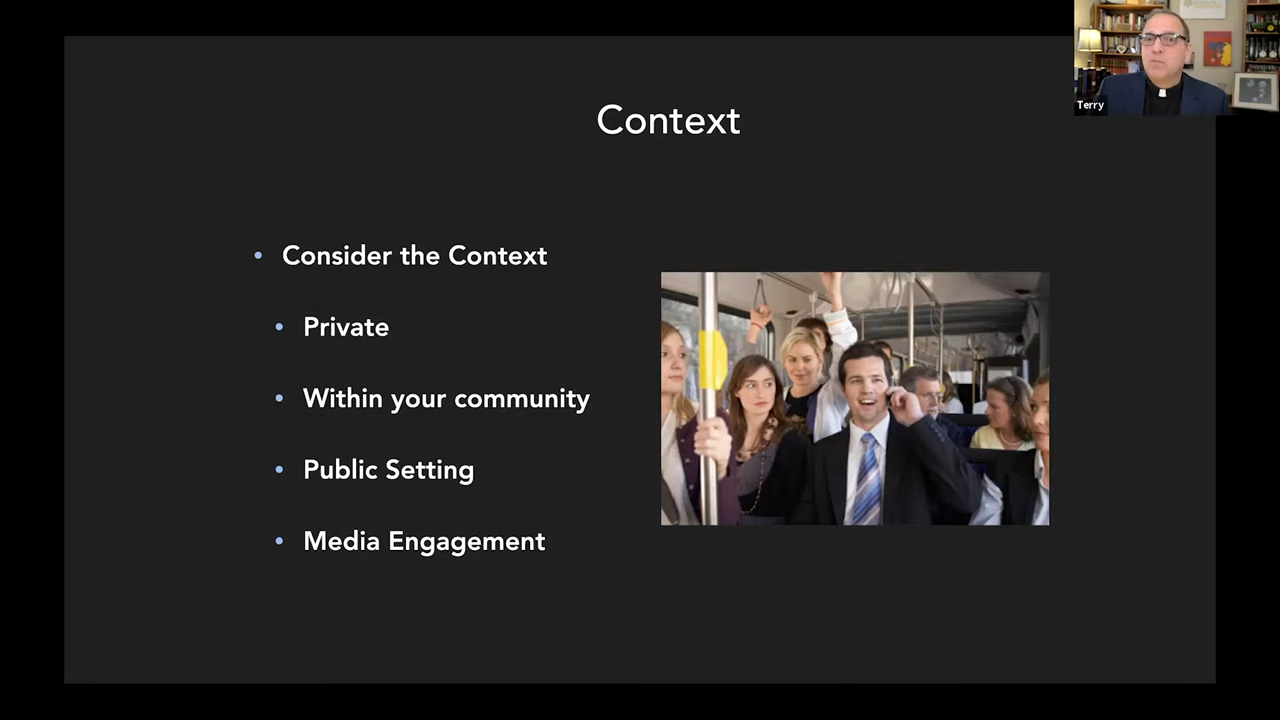 Terry
Context
Consider the Context
Private
Within your community
Public Setting
Media Engagement